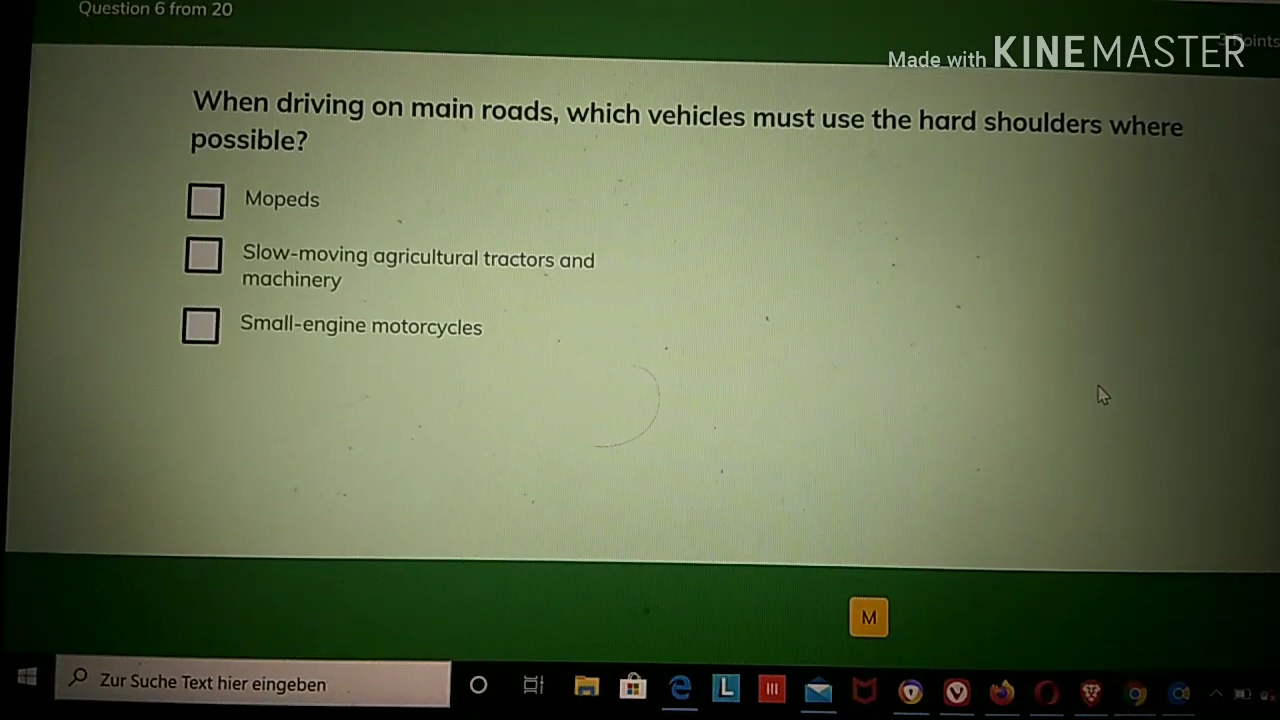 Question 6 from 20
Points
Made with KINEMASTER
When driving on main roads, which vehicles must use the hard shoulders where
possible?
Mopeds
Slow-moving agricultural tractors and
machinery
Small-engine motorcycles
M
Zur Suche Text hier eingeben
L